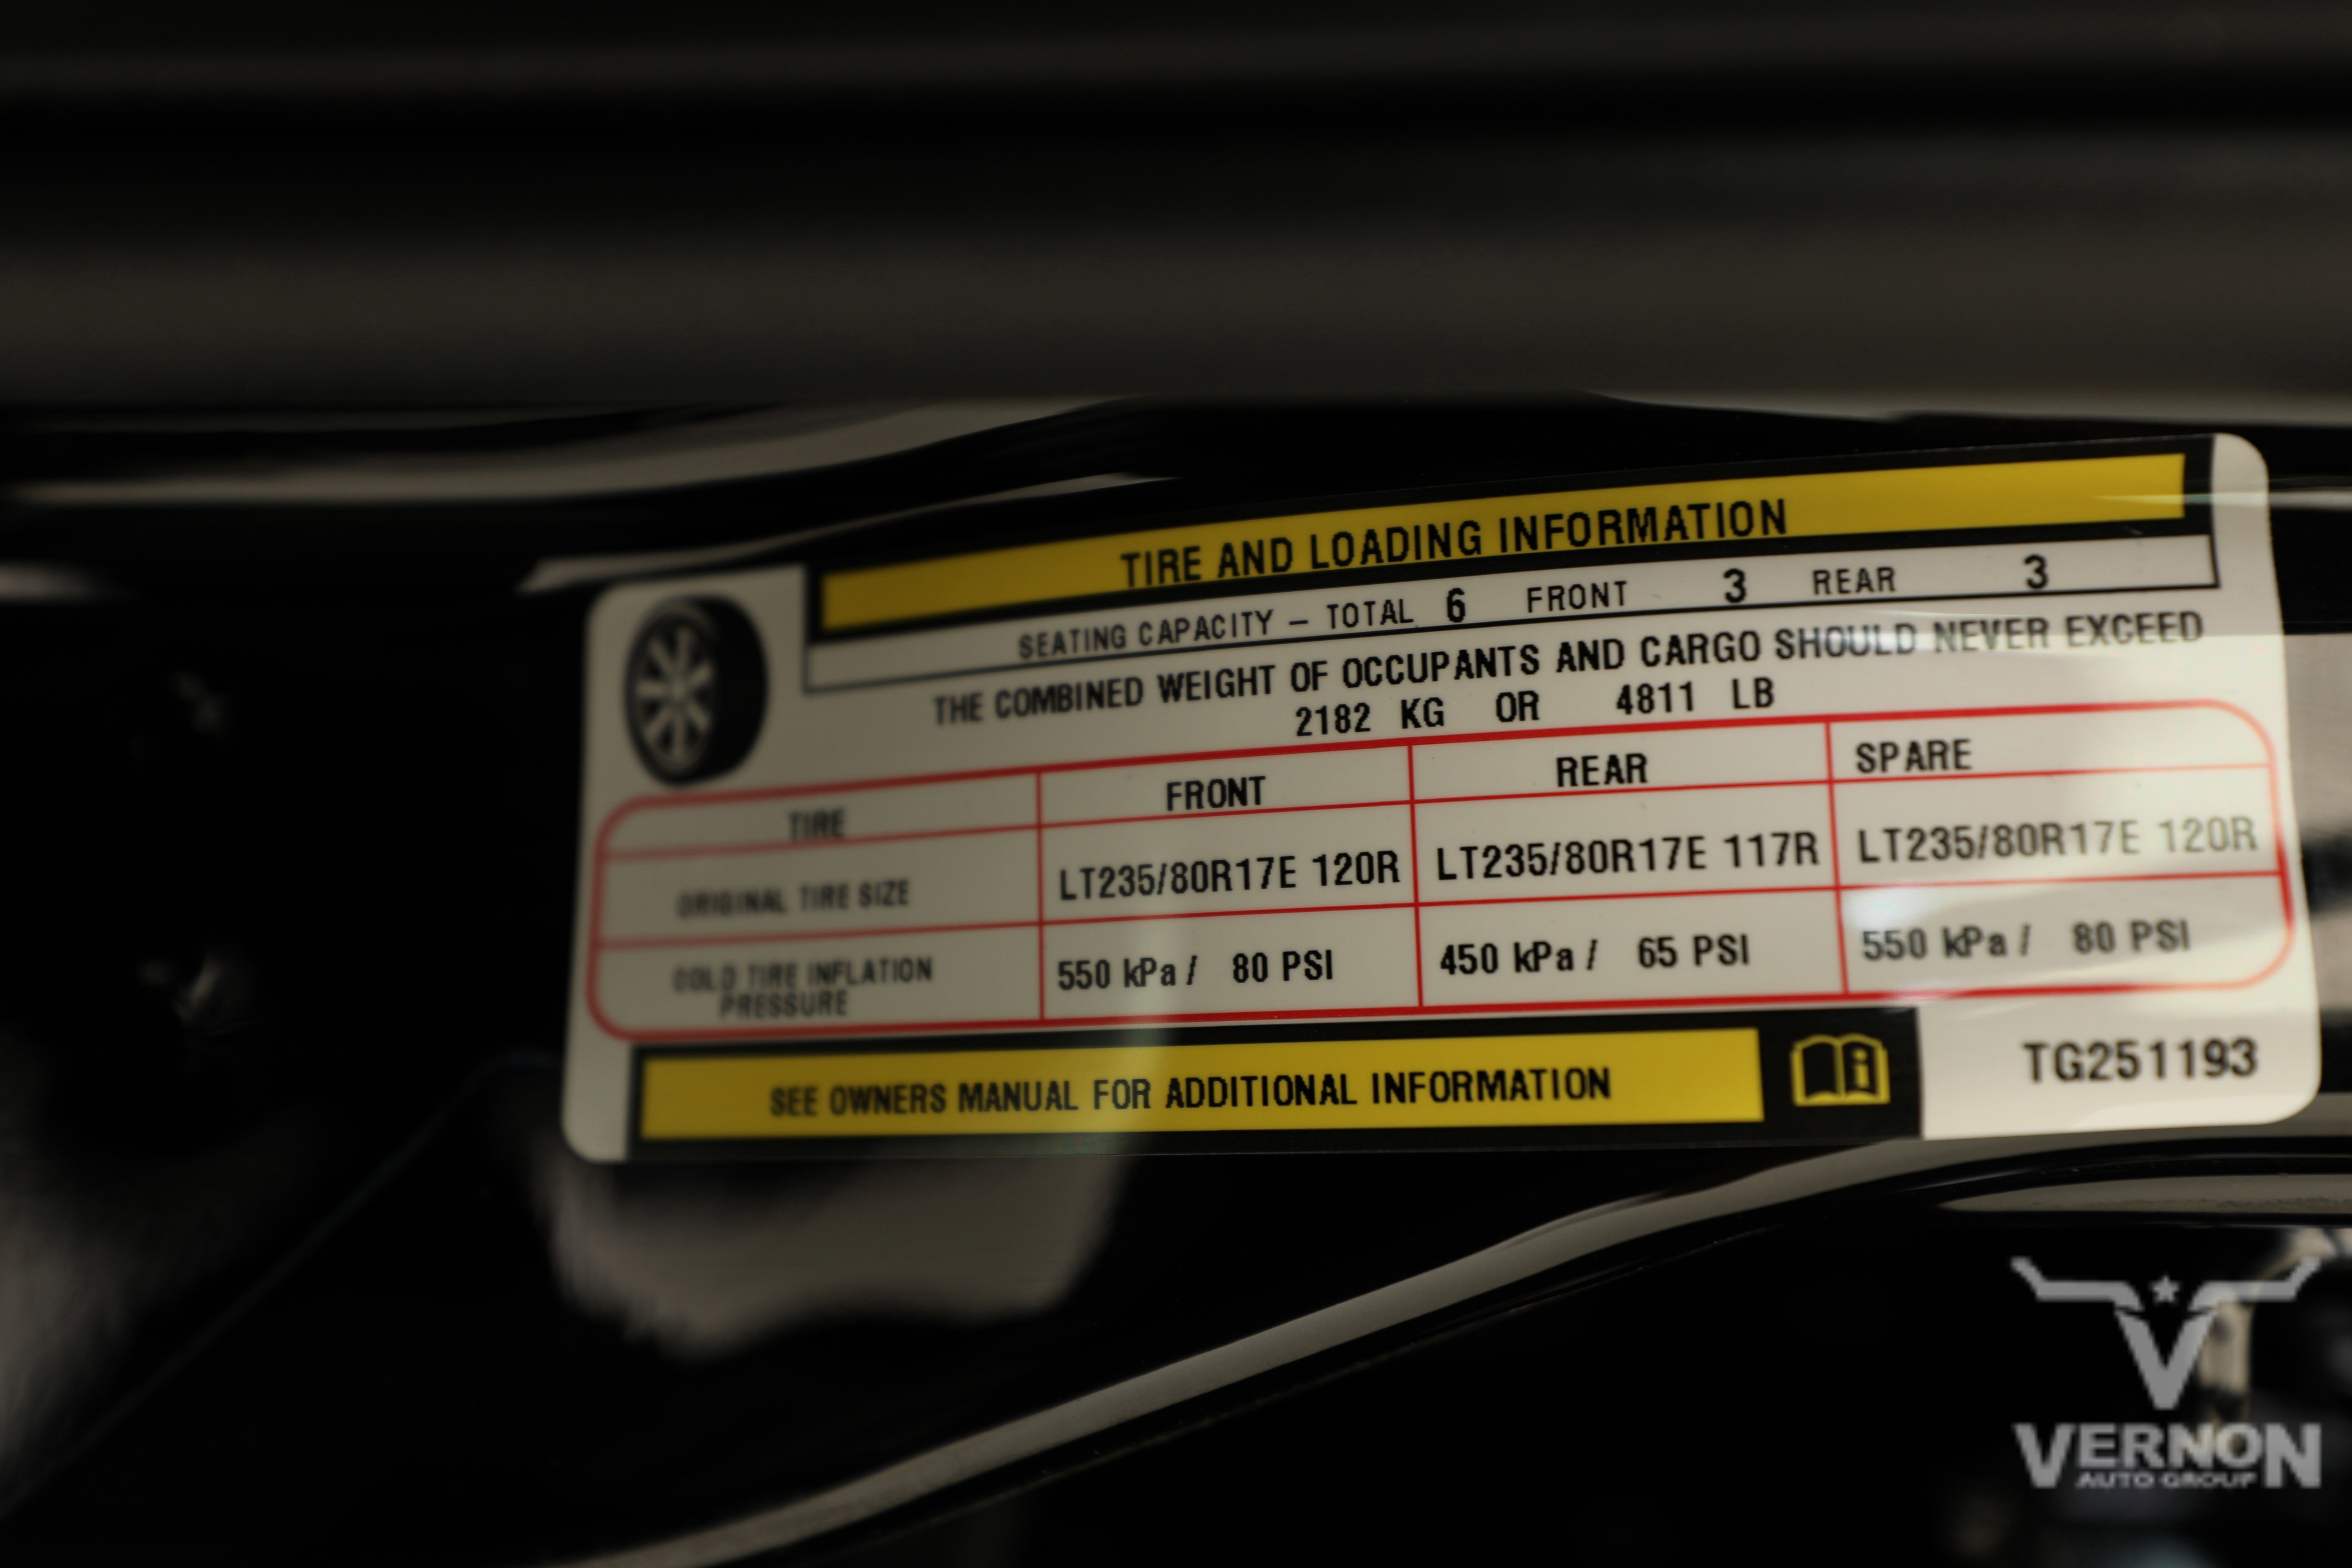 TIRE AND LOADING INFORMATION
SEATING CAPACITY – TOTAL 6 FRONT 3 REAR 3
THE COMBINED WEIGHT OF OCCUPANTS AND CARGO SHOULD NEVER EXCEED
2182 KG OR 4811 LB
TIRE FRONT REAR SPARE
ORIGINAL TIRE SIZE LT235/80R17E 120R LT235/80R17E 117R LT235/80R17E 120R
COLD TIRE INFLATION
PRESSURE 550 kPa / 80 PSI 450 kPa / 65 PSI 550 kPa / 80 PSI
SEE OWNERS MANUAL FOR ADDITIONAL INFORMATION
TG251193
VERNON
AUTO GROUP